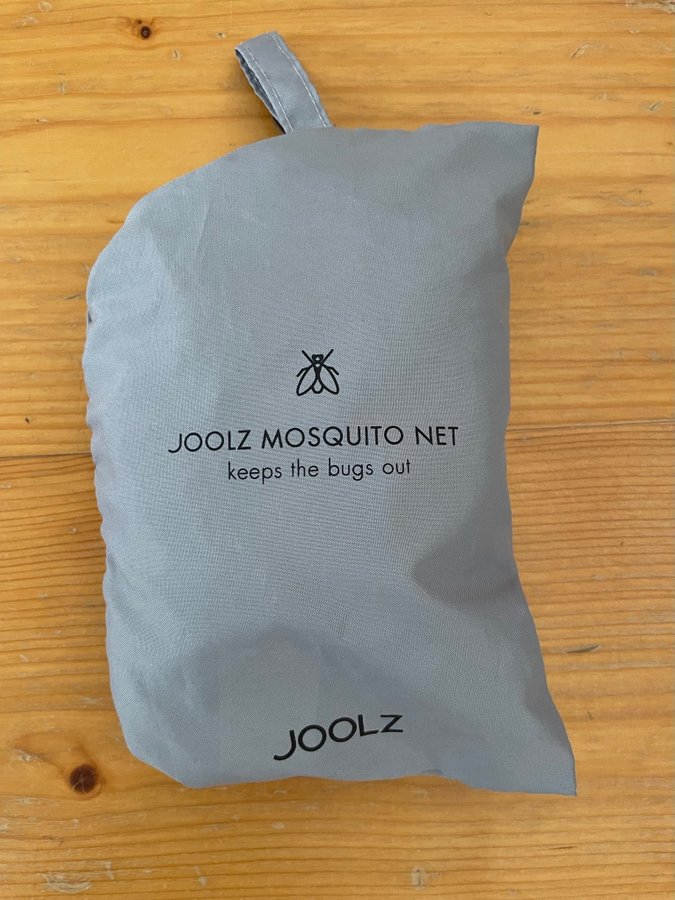 JOOLZ MOSQUITO NET
keeps the bugs out
JOOLZ